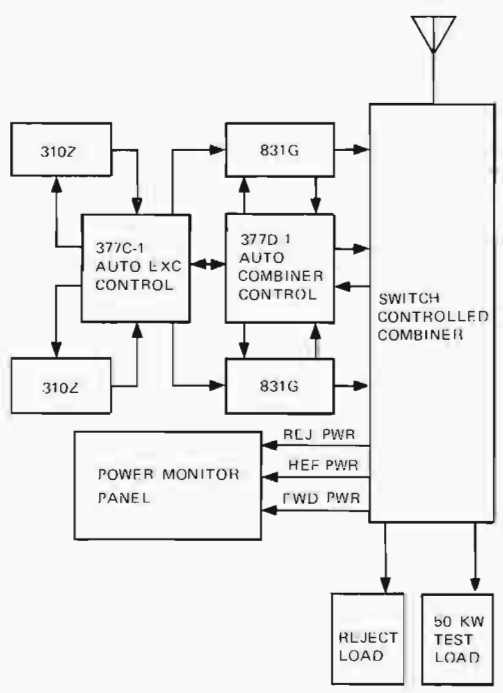 310Z
831G
377C-1
AUTO EXC
CONTROL
377D-1
AUTO
COMBINER
CONTROL
SWITCH
CONTROLLED
COMBINER
310Z
831G
REJ PWR
POWER MONITOR
PANEL
REF PWR
FWD PWR
REJECT
LOAD
50 KW
TEST
LOAD